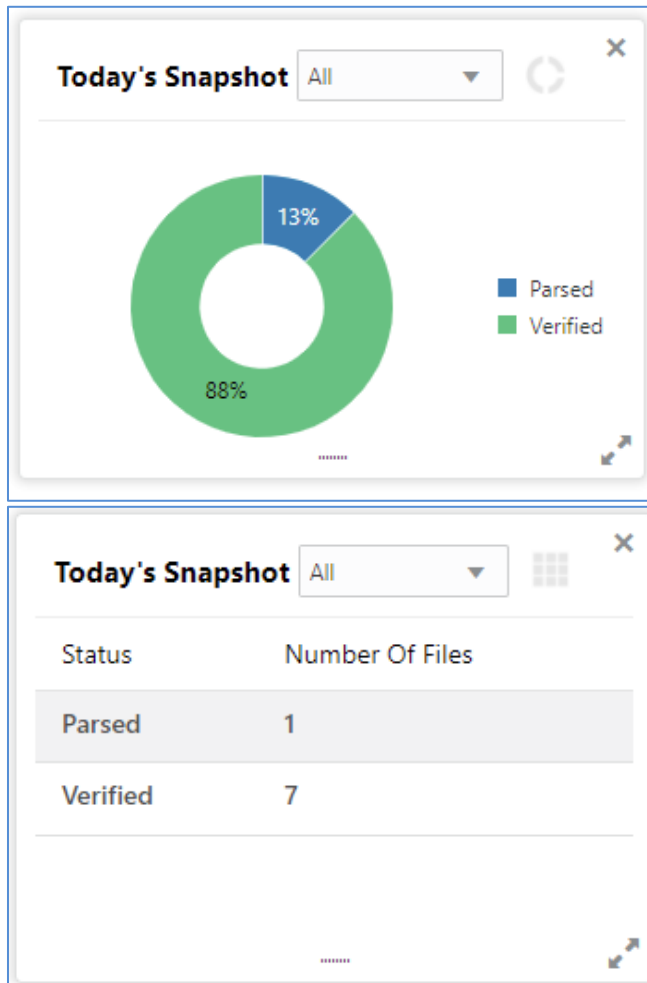 Today's Snapshot All
13%
Parsed
Verified
88%
Today's Snapshot All
Status Number Of Files
Parsed 1
Verified 7